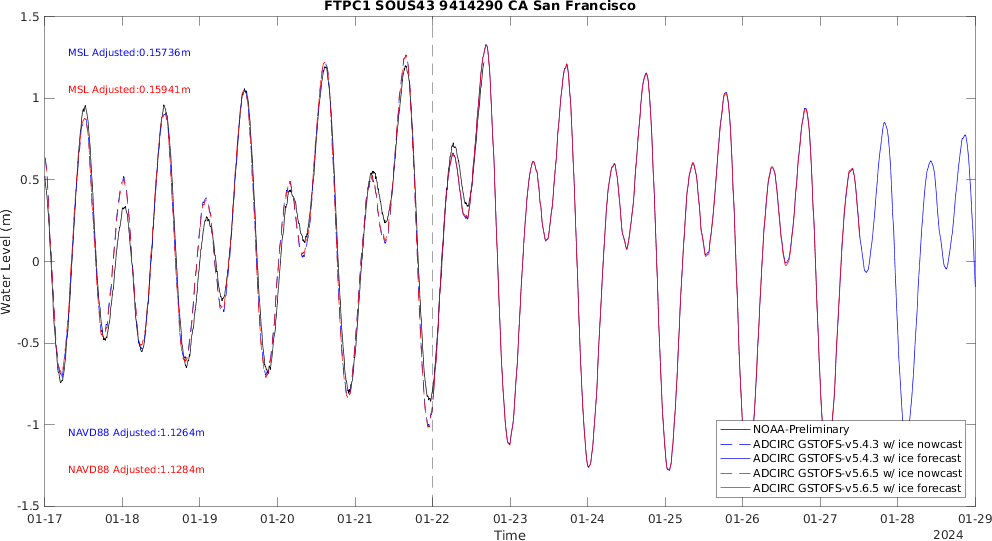 FTPC1 SOUS43 9414290 CA San Francisco
1.5
1
0.5
0
-0.5
-1
-1.5
Water Level (m)
MSL Adjusted:0.15736m
MSL Adjusted:0.15941m
NAVD88 Adjusted:1.1264m
NAVD88 Adjusted:1.1284m
NOAA-Preliminary
ADCIRC GSTOFS-v5.4.3 w/ ice nowcast
ADCIRC GSTOFS-v5.4.3 w/ ice forecast
ADCIRC GSTOFS-v5.6.5 w/ ice nowcast
ADCIRC GSTOFS-v5.6.5 w/ ice forecast
01-17 01-18 01-19 01-20 01-21 01-22 01-23 01-24 01-25 01-26 01-27 01-28 01-29
Time
2024